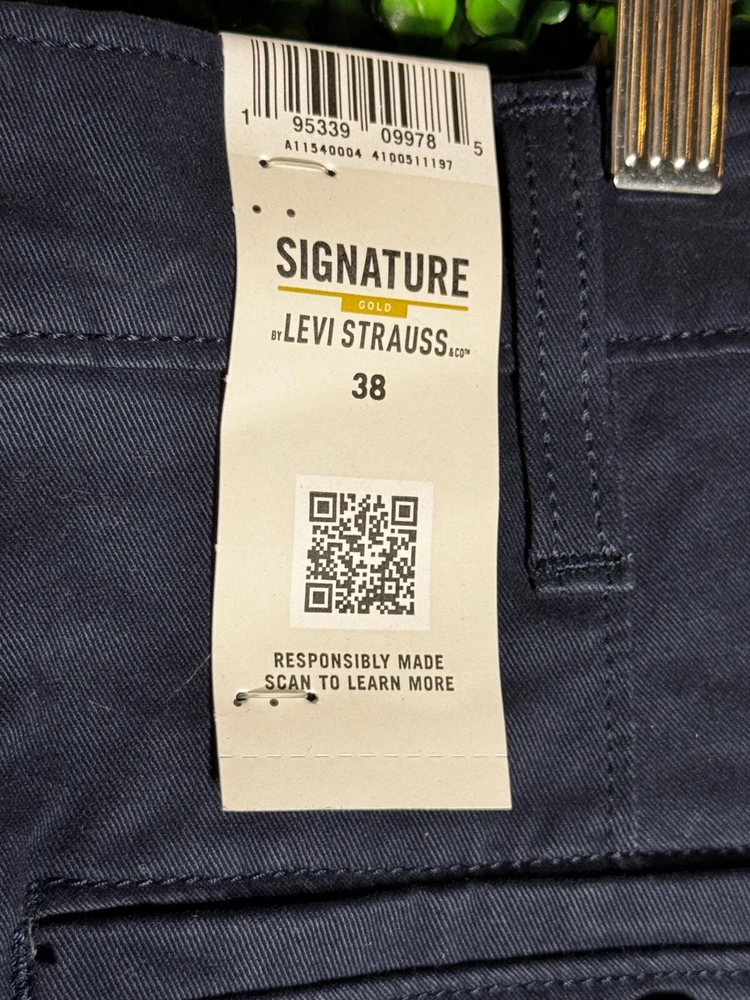 1 95339 09978 5
A11540004 4100511197
SIGNATURE
GOLD
BY LEVI STRAUSS & CO™
38
RESPONSIBLY MADE
SCAN TO LEARN MORE